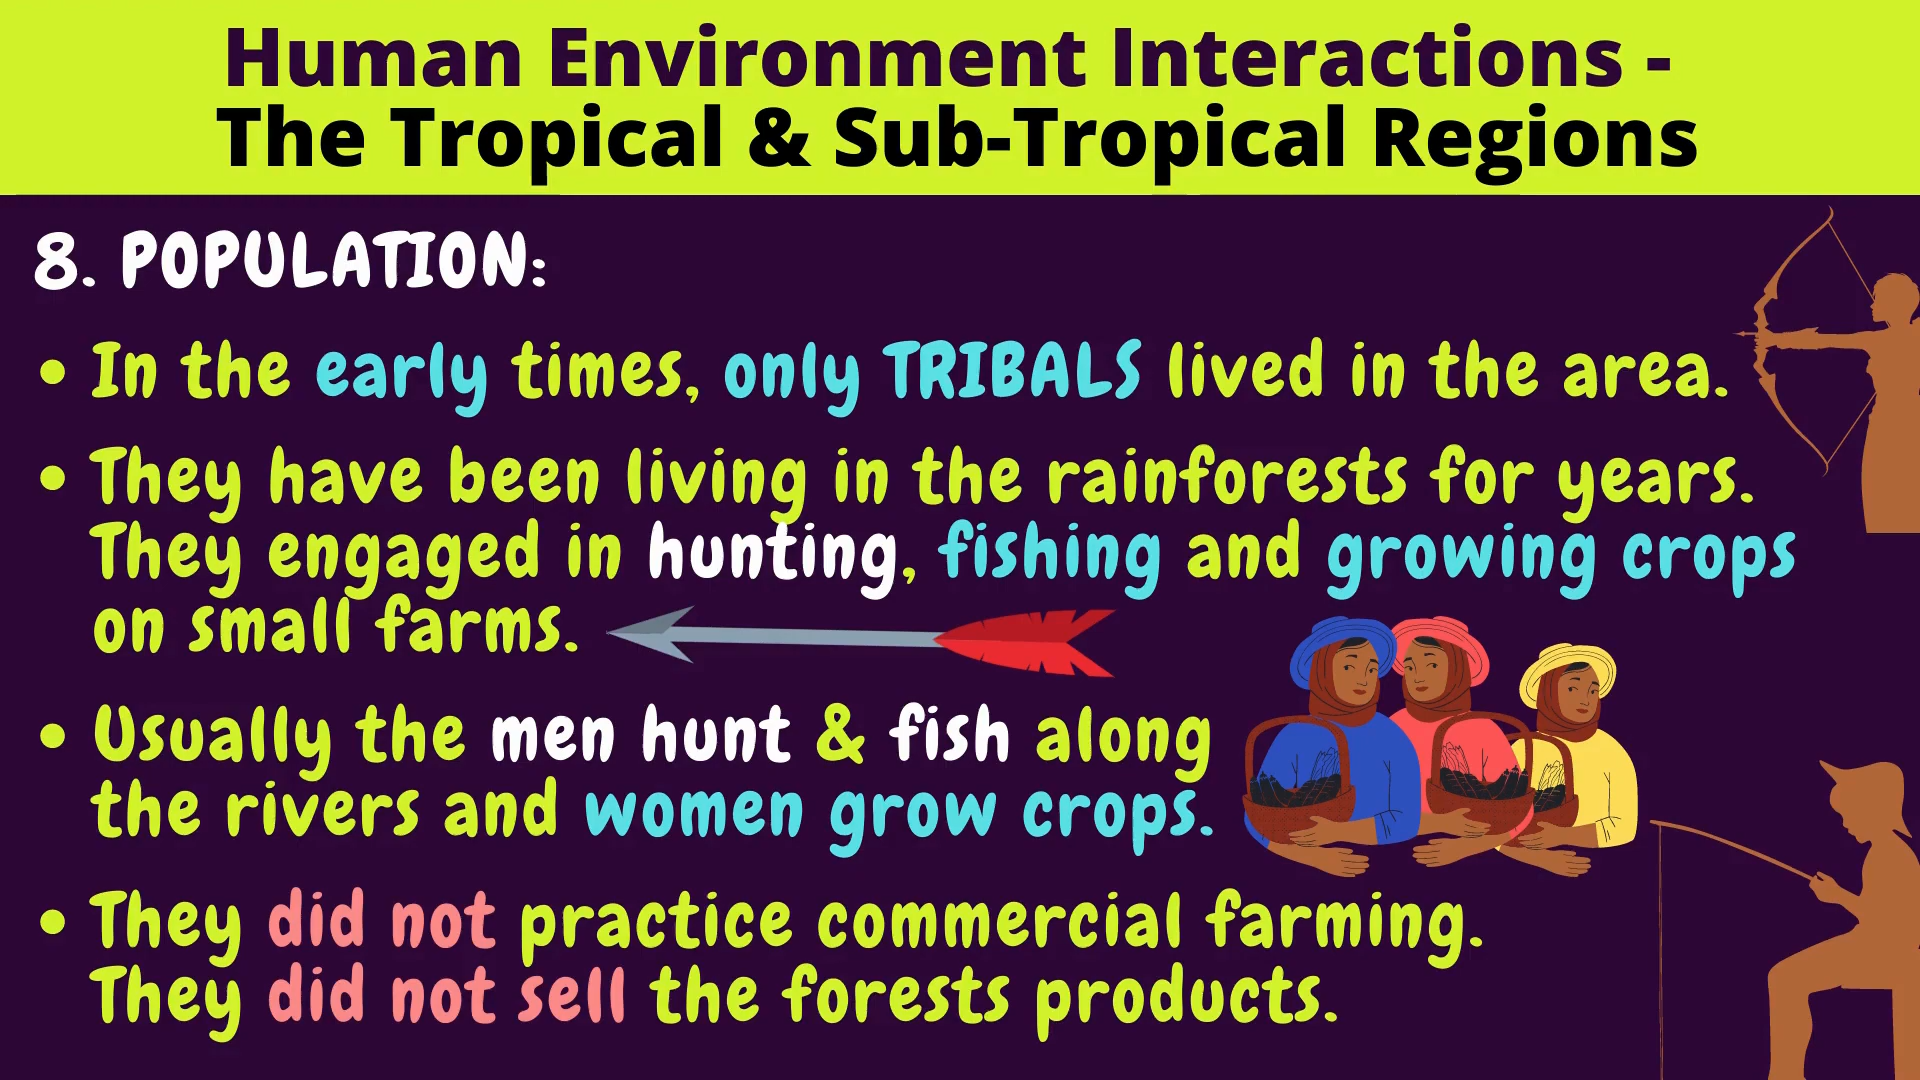 Human Environment Interactions -
The Tropical & Sub-Tropical Regions
8. POPULATION:
• In the early times, only TRIBALS lived in the area.
• They have been living in the rainforests for years.
They engaged in hunting, fishing and growing crops
on small farms.
• Usually the men hunt & fish along
the rivers and women grow crops.
• They did not practice commercial farming.
They did not sell the forests products.